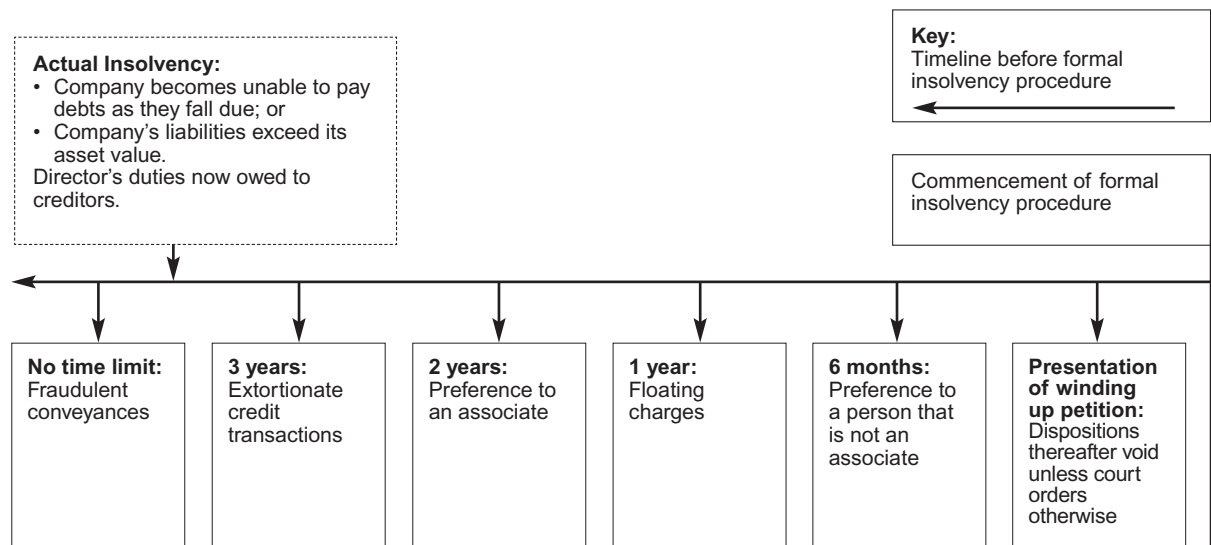 Actual Insolvency:
• Company becomes unable to pay
debts as they fall due; or
• Company’s liabilities exceed its
asset value.
Director’s duties now owed to
creditors.
Key:
Timeline before formal
insolvency procedure
Commencement of formal
insolvency procedure
No time limit:
Fraudulent
conveyances
3 years:
Extortionate
credit
transactions
2 years:
Preference to
an associate
1 year:
Floating
charges
6 months:
Preference to
a person that
is not an
associate
Presentation
of winding
up petition:
Dispositions
thereafter void
unless court
orders
otherwise